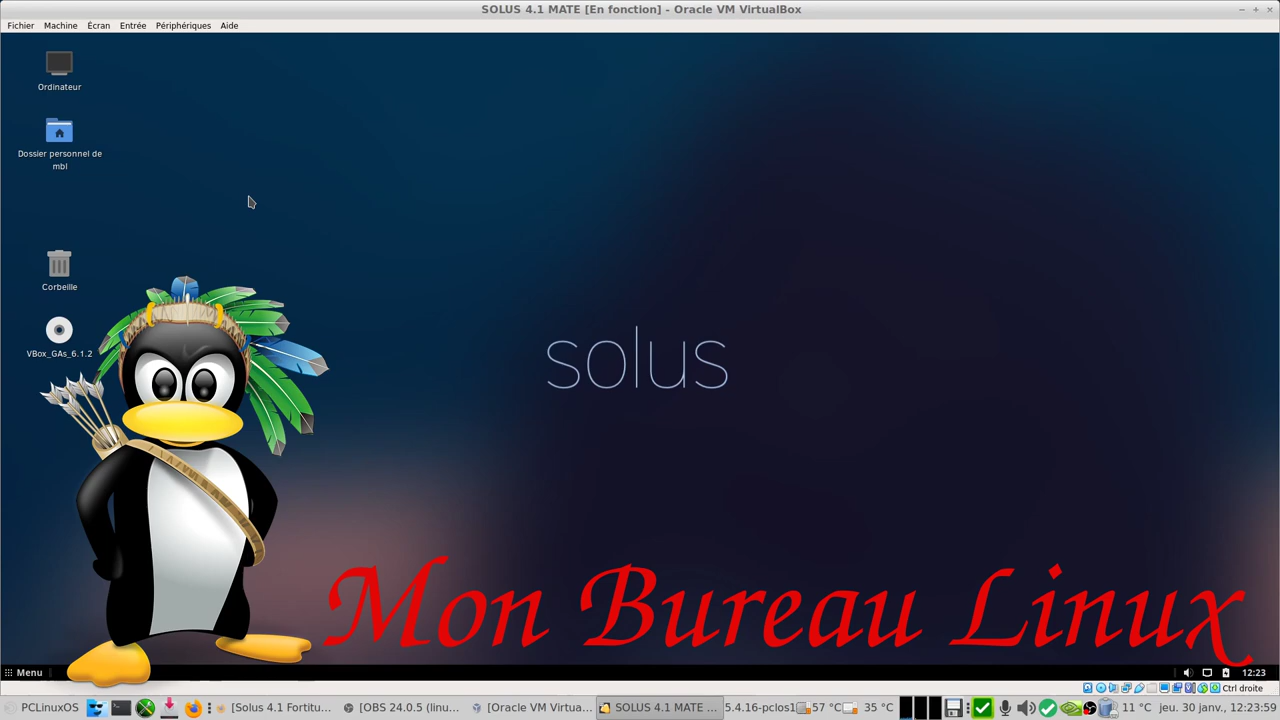 SOLUS 4.1 MATE [En fonction] - Oracle VM VirtualBox
Fichier Machine Écran Entrée Périphériques Aide
Ordinateur
Dossier personnel de
mbl
Corbeille
VBox_GAs_6.1.2
solus
Mon Bureau Linux
Menu 12:23
Ctrl droite
PCLinuxOS [Solus 4.1 Fortitu... [OBS 24.0.3 (linu... [Oracle VM Virtua... SOLUS 4.1 MATE ... 5.4.16-pclos1 57 °C 35 °C 11 °C jeu. 30 janv., 12:23:59